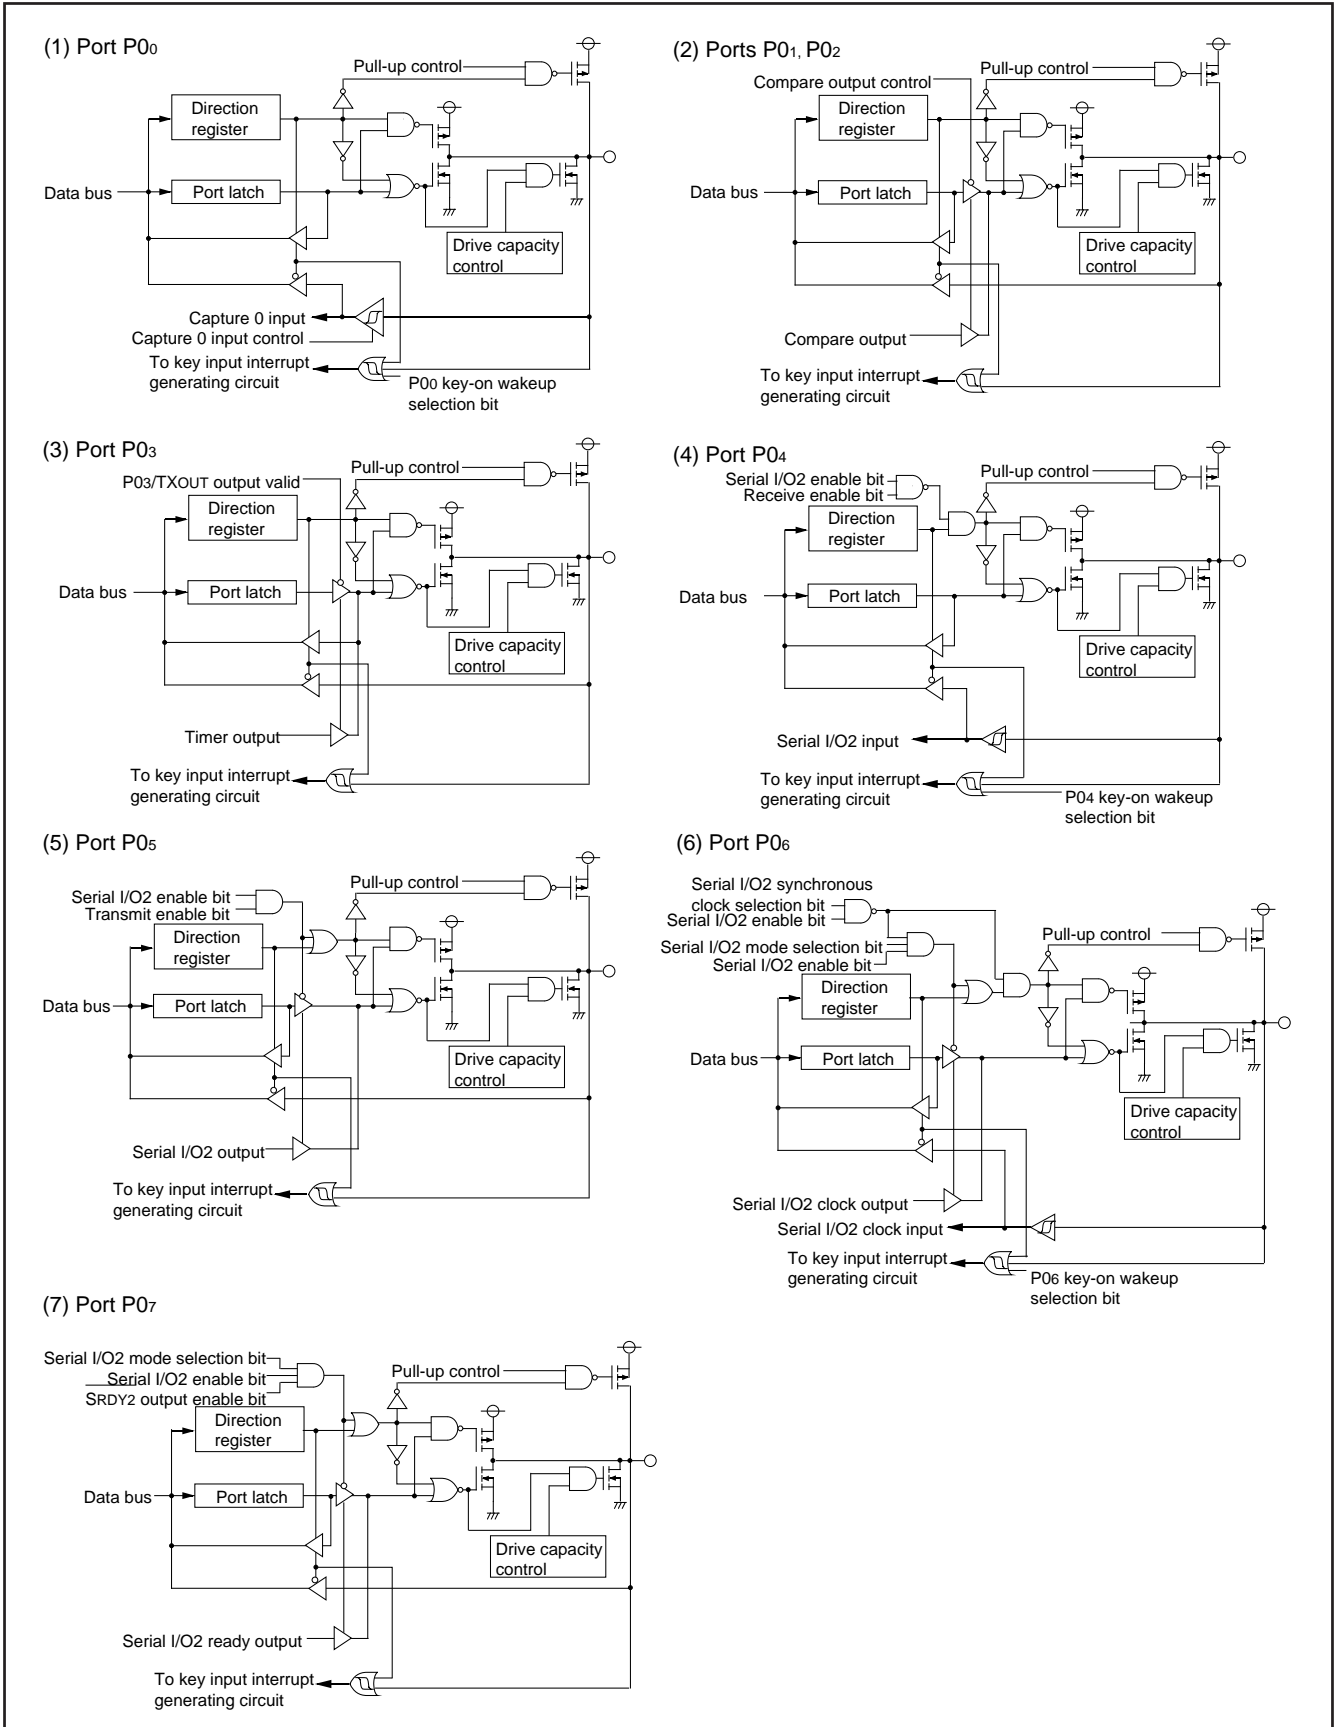 (1) Port P00
Pull-up control
Direction
register
Data bus
Port latch
Drive capacity
control
Capture 0 input
Capture 0 input control
To key input interrupt
generating circuit
P00 key-on wakeup
selection bit
(2) Ports P01, P02
Compare output control
Pull-up control
Direction
register
Data bus
Port latch
Drive capacity
control
Compare output
To key input interrupt
generating circuit
(3) Port P03
Pull-up control
P03/TXOUT output valid
Direction
register
Data bus
Port latch
Drive capacity
control
Timer output
To key input interrupt
generating circuit
(4) Port P04
Serial I/O2 enable bit
Receive enable bit
Pull-up control
Direction
register
Data bus
Port latch
Drive capacity
control
Serial I/O2 input
To key input interrupt
generating circuit
P04 key-on wakeup
selection bit
(5) Port P05
Pull-up control
Serial I/O2 enable bit
Transmit enable bit
Direction
register
Data bus
Port latch
Drive capacity
control
Serial I/O2 output
To key input interrupt
generating circuit
(6) Port P06
Serial I/O2 synchronous
clock selection bit
Serial I/O2 enable bit
Serial I/O2 mode selection bit
Serial I/O2 enable bit
Pull-up control
Direction
register
Data bus
Port latch
Drive capacity
control
Serial I/O2 clock output
Serial I/O2 clock input
To key input interrupt
generating circuit
P06 key-on wakeup
selection bit
(7) Port P07
Serial I/O2 mode selection bit
Serial I/O2 enable bit
SRDY2 output enable bit
Pull-up control
Direction
register
Data bus
Port latch
Drive capacity
control
Serial I/O2 ready output
To key input interrupt
generating circuit